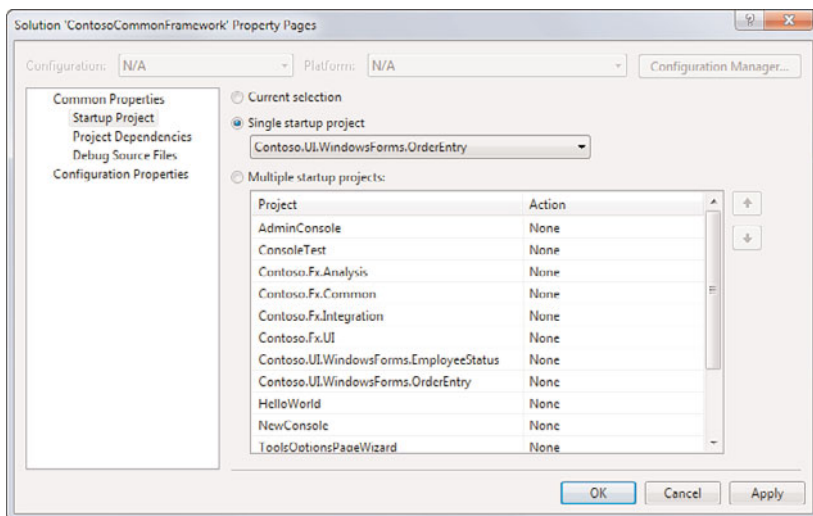 Solution 'ContosoCommonFramework' Property Pages
Configuration: N/A Platform: N/A Configuration Manager...
Common Properties
Startup Project
Project Dependencies
Debug Source Files
Configuration Properties
Current selection
Single startup project
Contoso.UI.WindowsForms.OrderEntry
Multiple startup projects:
Project Action
AdminConsole None
ConsoleTest None
Contoso.Fx.Analysis None
Contoso.Fx.Common None
Contoso.Fx.Integration None
Contoso.Fx.UI None
Contoso.UI.WindowsForms.EmployeeStatus None
Contoso.UI.WindowsForms.OrderEntry None
HelloWorld None
NewConsole None
ToolsOptionsPageWizard None
OK Cancel Apply